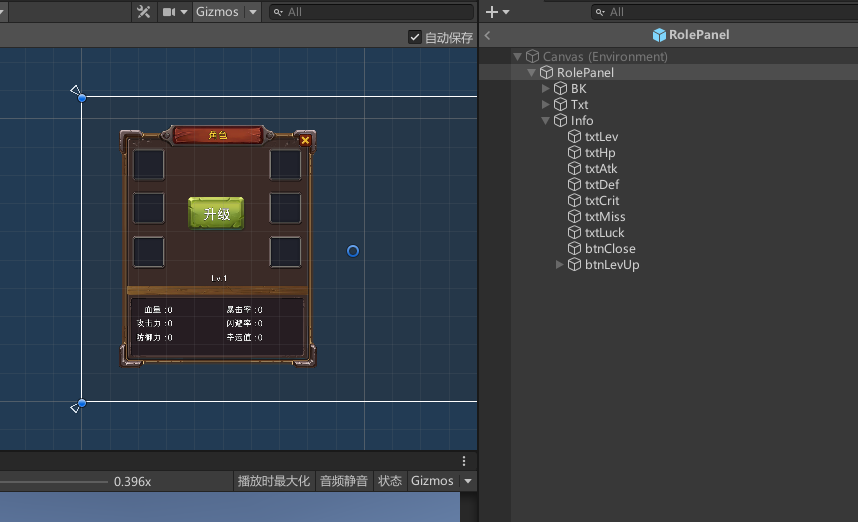 Gizmos
All
All
自动保存
RolePanel
Canvas (Environment)
RolePanel
BK
Txt
Info
txtLev
txtHp
txtAtk
txtDef
txtCrit
txtMiss
txtLuck
btnClose
btnLevUp
角色
升级
Lv.1
血量:0
暴击率:0
攻击力:0
闪避率:0
防御力:0
幸运值:0
0.396x
播放时最大化
音频静音
状态
Gizmos